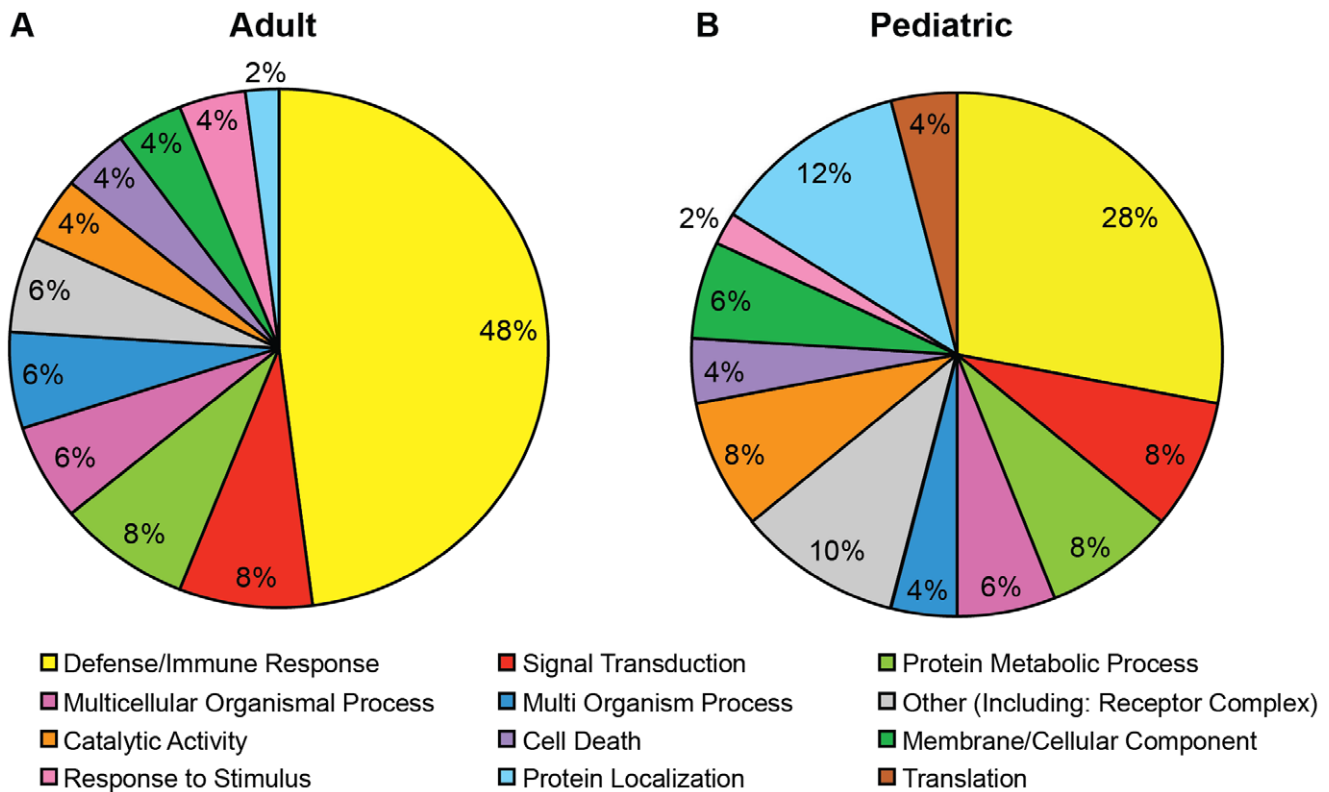 A Adult
B Pediatric
2%
4%
4%
4%
4%
6%
6%
6%
8%
8%
48%
4%
12%
2%
6%
4%
8%
10%
4%
6%
8%
8%
28%
Defense/Immune Response
Signal Transduction
Protein Metabolic Process
Multicellular Organismal Process
Multi Organism Process
Other (Including: Receptor Complex)
Catalytic Activity
Cell Death
Membrane/Cellular Component
Response to Stimulus
Protein Localization
Translation